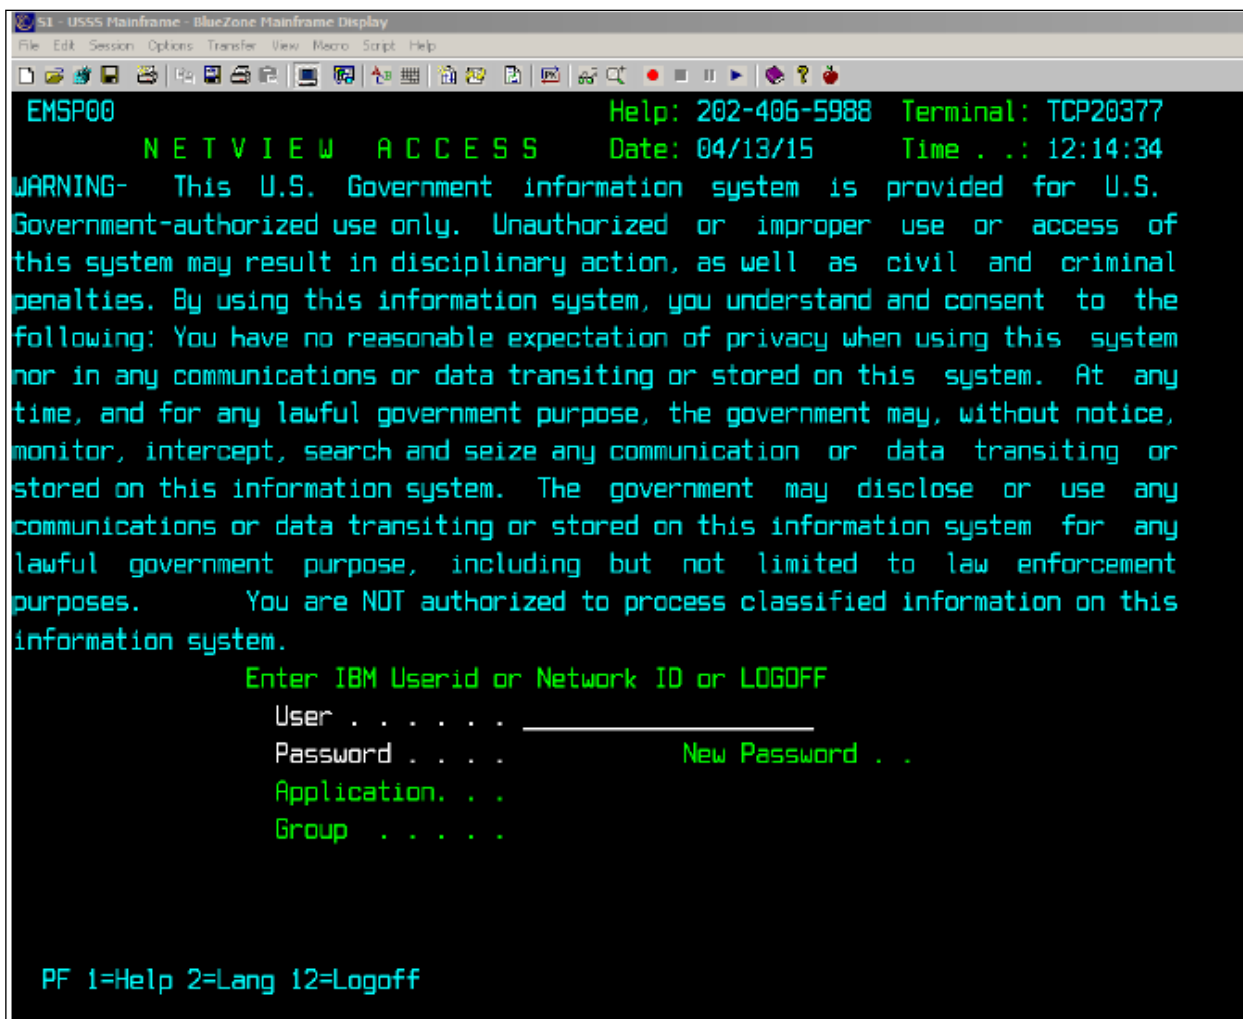 S1 - USSS Mainframe - BlueZone Mainframe Display
File Edit Session Options Transfer View Macro Script Help
EMSP00 Help: 202-406-5988 Terminal: TCP20377
N E T V I E W A C C E S S Date: 04/13/15 Time . .: 12:14:34
WARNING- This U.S. Government information system is provided for U.S.
Government-authorized use only. Unauthorized or improper use or access of
this system may result in disciplinary action, as well as civil and criminal
penalties. By using this information system, you understand and consent to the
following: You have no reasonable expectation of privacy when using this system
nor in any communications or data transiting or stored on this system. At any
time, and for any lawful government purpose, the government may, without notice,
monitor, intercept, search and seize any communication or data transiting or
stored on this information system. The government may disclose or use any
communications or data transiting or stored on this information system for any
lawful government purpose, including but not limited to law enforcement
purposes. You are NOT authorized to process classified information on this
information system.
Enter IBM Userid or Network ID or LOGOFF
User . . . . . .
Password . . . . New Password . .
Application. . .
Group . . . . .
PF 1=Help 2=Lang 12=Logoff